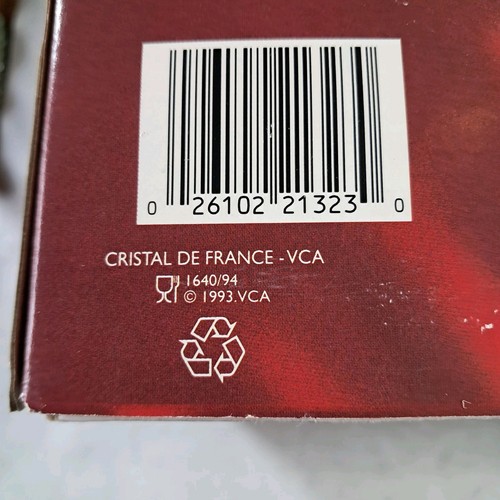 0 26102 21323 0
CRISTAL DE FRANCE - VCA
1640/94
© 1993.VCA